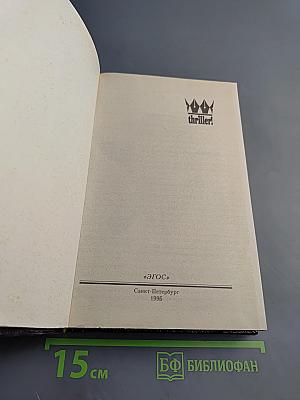 thriller!
«ЭГОС»
Санкт-Петербург
1996
15 см
БФ БИБЛИОФАН